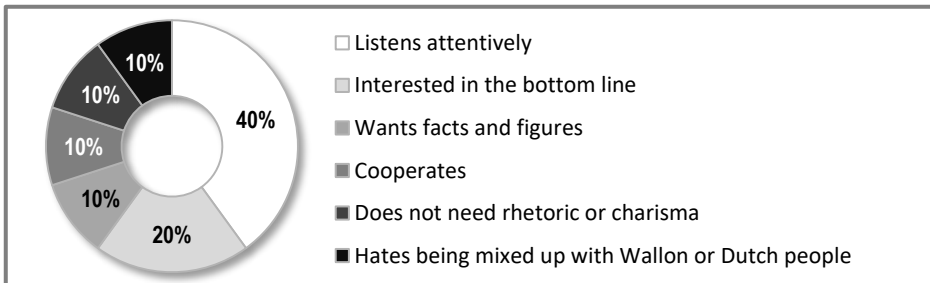 Listens attentively
Interested in the bottom line
Wants facts and figures
Cooperates
Does not need rhetoric or charisma
Hates being mixed up with Wallon or Dutch people
40%
20%
10%
10%
10%
10%